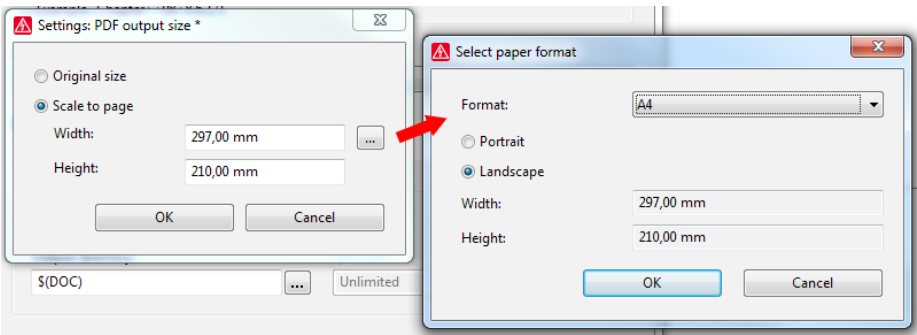 Settings: PDF output size *
Original size
Scale to page
Width: 297,00 mm ...
Height: 210,00 mm
OK Cancel
$(DOC) ... Unlimited
Select paper format
Format: A4
Portrait
Landscape
Width: 297,00 mm
Height: 210,00 mm
OK Cancel